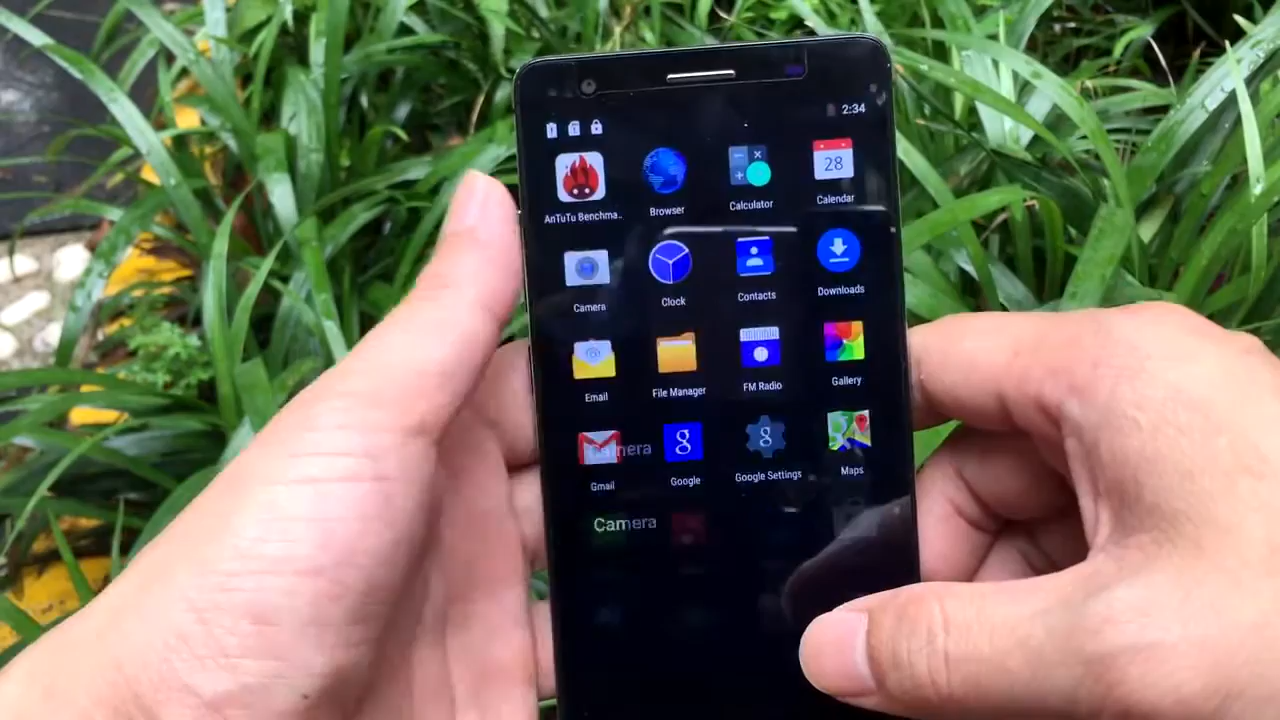 2:34
AnTuTu Benchma..
Browser
Calculator
Calendar
28
Camera
Clock
Contacts
Downloads
Email
File Manager
FM Radio
Gallery
Camera
Gmail
Google
Google Settings
Maps
Camera